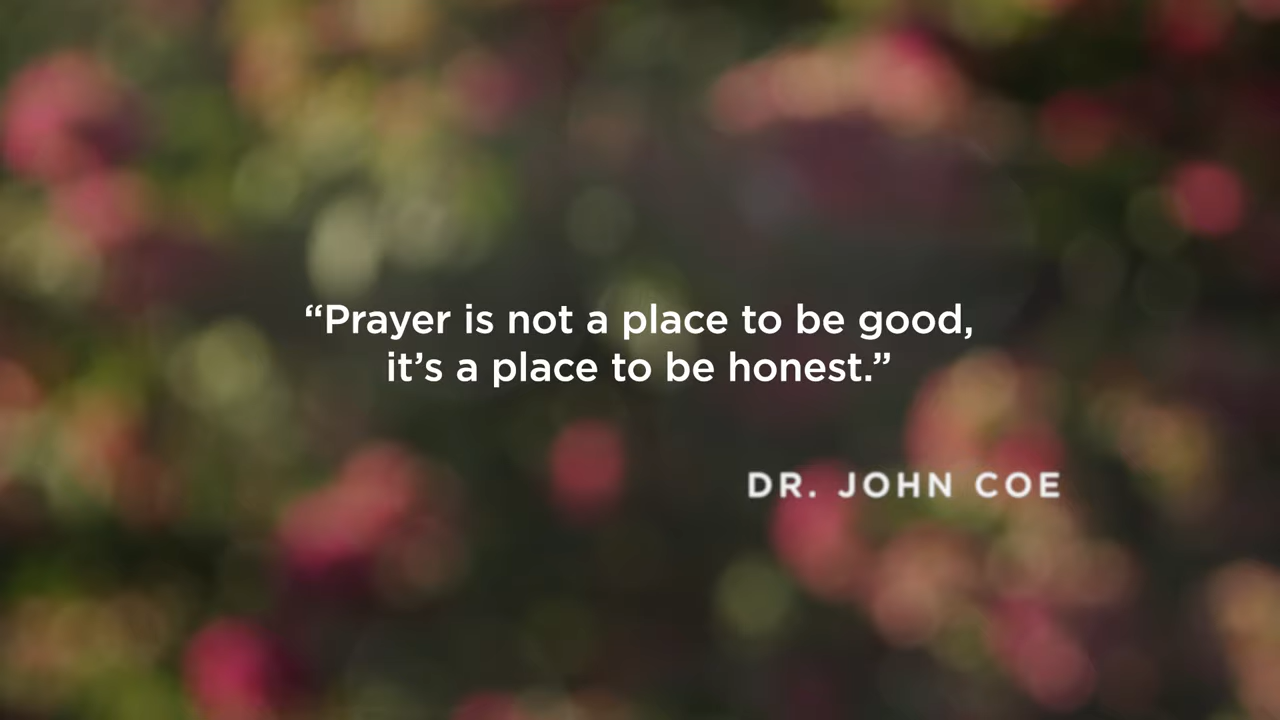 “Prayer is not a place to be good,
it’s a place to be honest.”
DR. JOHN COE